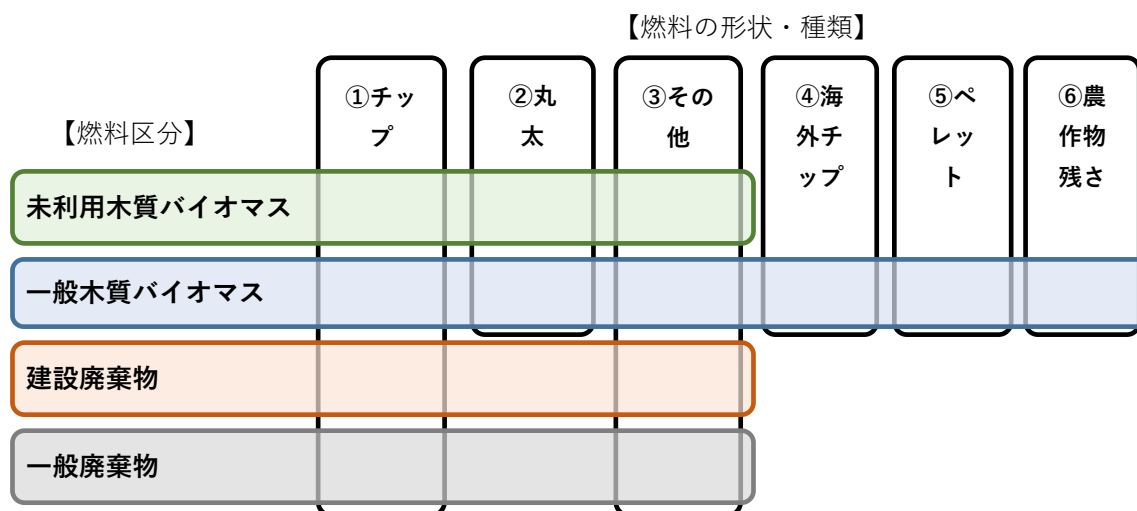 【燃料の形状・種類】
①チッ
プ
②丸
太
③その
他
④海
外チ
ップ
⑤ペ
レッ
ト
⑥農
作物
残さ
【燃料区分】
未利用木質バイオマス
一般木質バイオマス
建設廃棄物
一般廃棄物